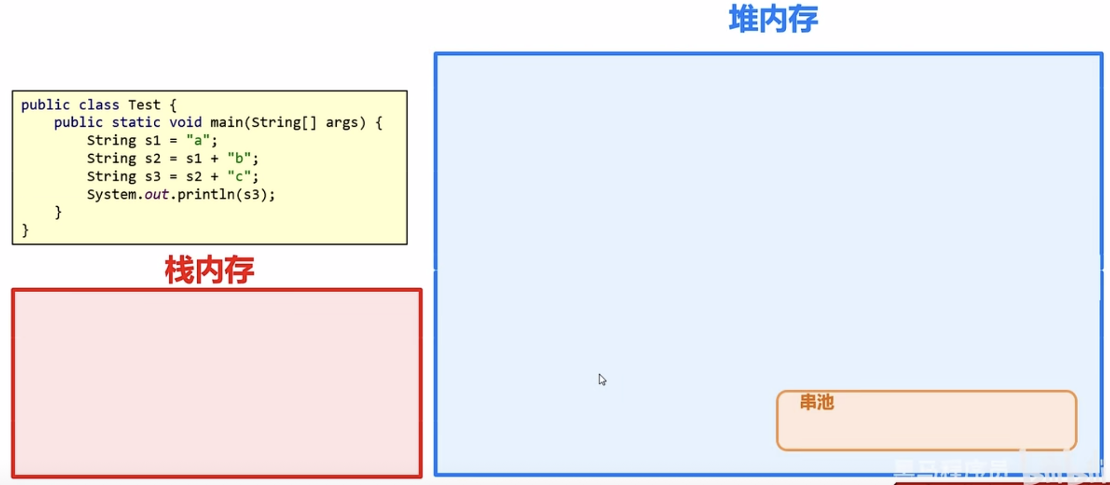 堆内存
public class Test {
    public static void main(String[] args) {
        String s1 = "a";
        String s2 = s1 + "b";
        String s3 = s2 + "c";
        System.out.println(s3);
    }
}
栈内存
串池